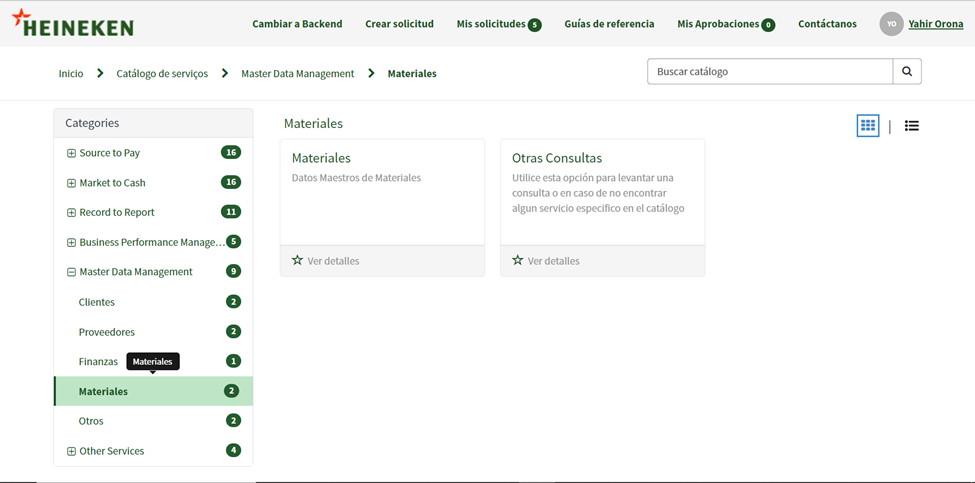 HEINEKEN
Cambiar a Backend
Crear solicitud
Mis solicitudes 5
Guías de referencia
Mis Aprobaciones 0
Contáctanos
YO
Yahir Orona
Inicio > Catálogo de serviços > Master Data Management > Materiales
Buscar catálogo
Categories
Source to Pay 16
Market to Cash 16
Record to Report 11
Business Performance Manage... 5
Master Data Management 9
Clientes 2
Proveedores 2
Finanzas 1
Materiales
Materiales 2
Otros 2
Other Services 4
Materiales
Materiales
Datos Maestros de Materiales
Ver detalles
Otras Consultas
Utilice esta opción para levantar una
consulta o en caso de no encontrar
algun servicio especifico en el catálogo
Ver detalles